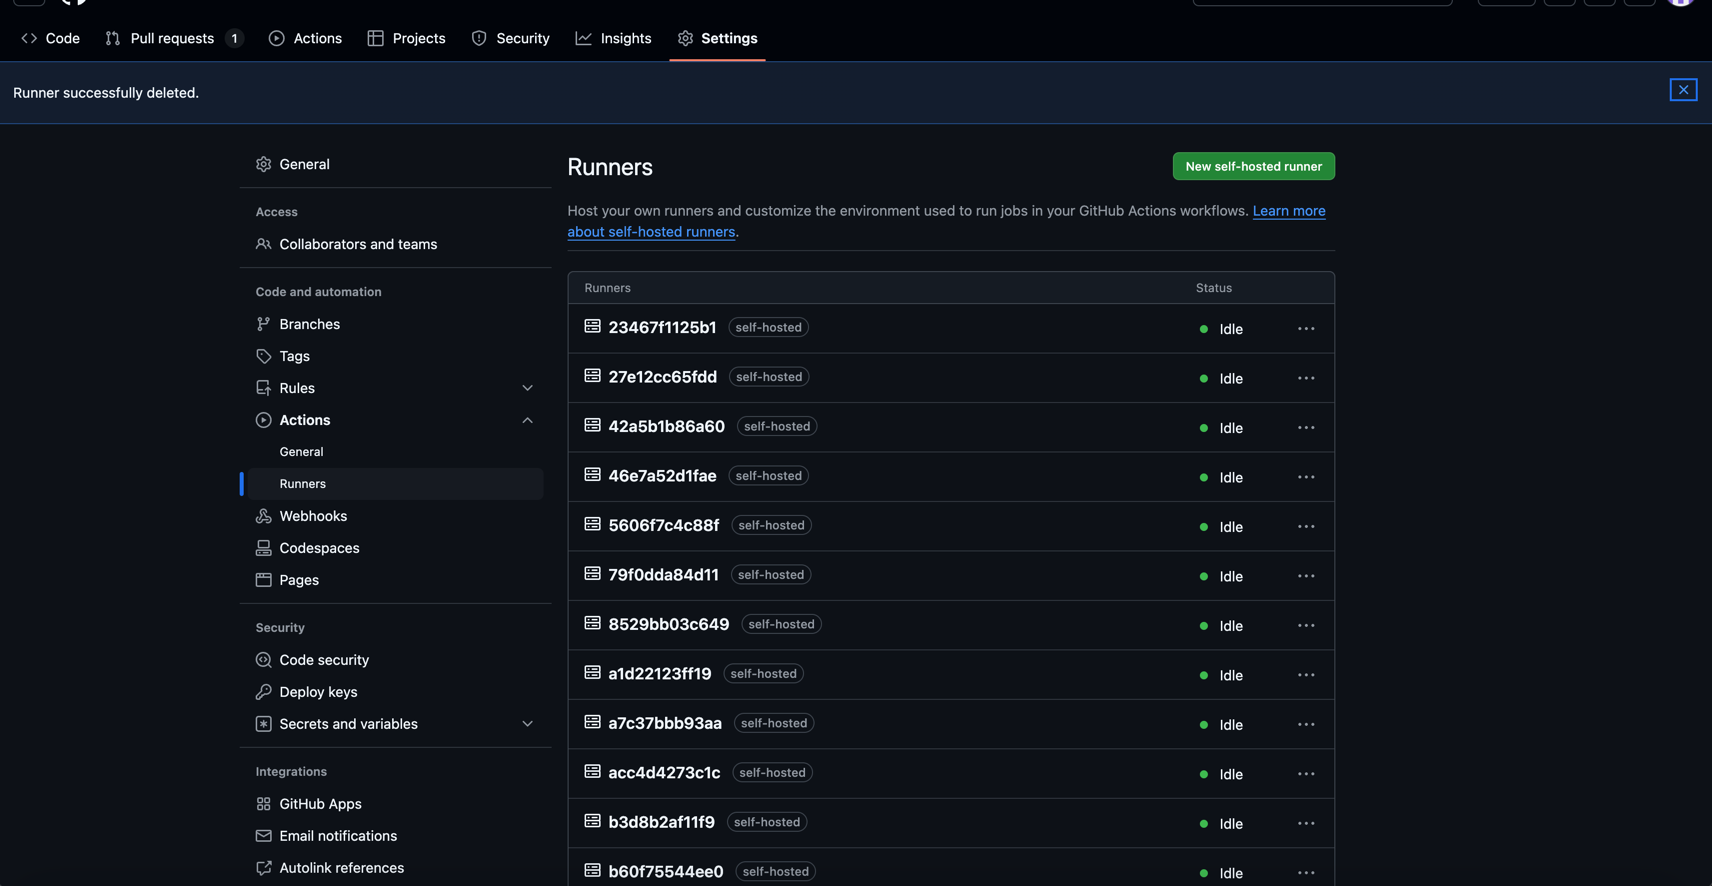 Code Pull requests 1 Actions Projects Security Insights Settings
Runner successfully deleted.
General
Access
Collaborators and teams
Code and automation
Branches
Tags
Rules
Actions
General
Runners
Webhooks
Codespaces
Pages
Security
Code security
Deploy keys
Secrets and variables
Integrations
GitHub Apps
Email notifications
Autolink references
Runners
New self-hosted runner
Host your own runners and customize the environment used to run jobs in your GitHub Actions workflows. Learn more
about self-hosted runners.
Runners Status
23467f1125b1 self-hosted Idle
27e12cc65fdd self-hosted Idle
42a5b1b86a60 self-hosted Idle
46e7a52d1fae self-hosted Idle
5606f7c4c88f self-hosted Idle
79f0dda84d11 self-hosted Idle
8529bb03c649 self-hosted Idle
a1d22123ff19 self-hosted Idle
a7c37bbb93aa self-hosted Idle
acc4d4273c1c self-hosted Idle
b3d8b2af11f9 self-hosted Idle
b60f75544ee0 self-hosted Idle